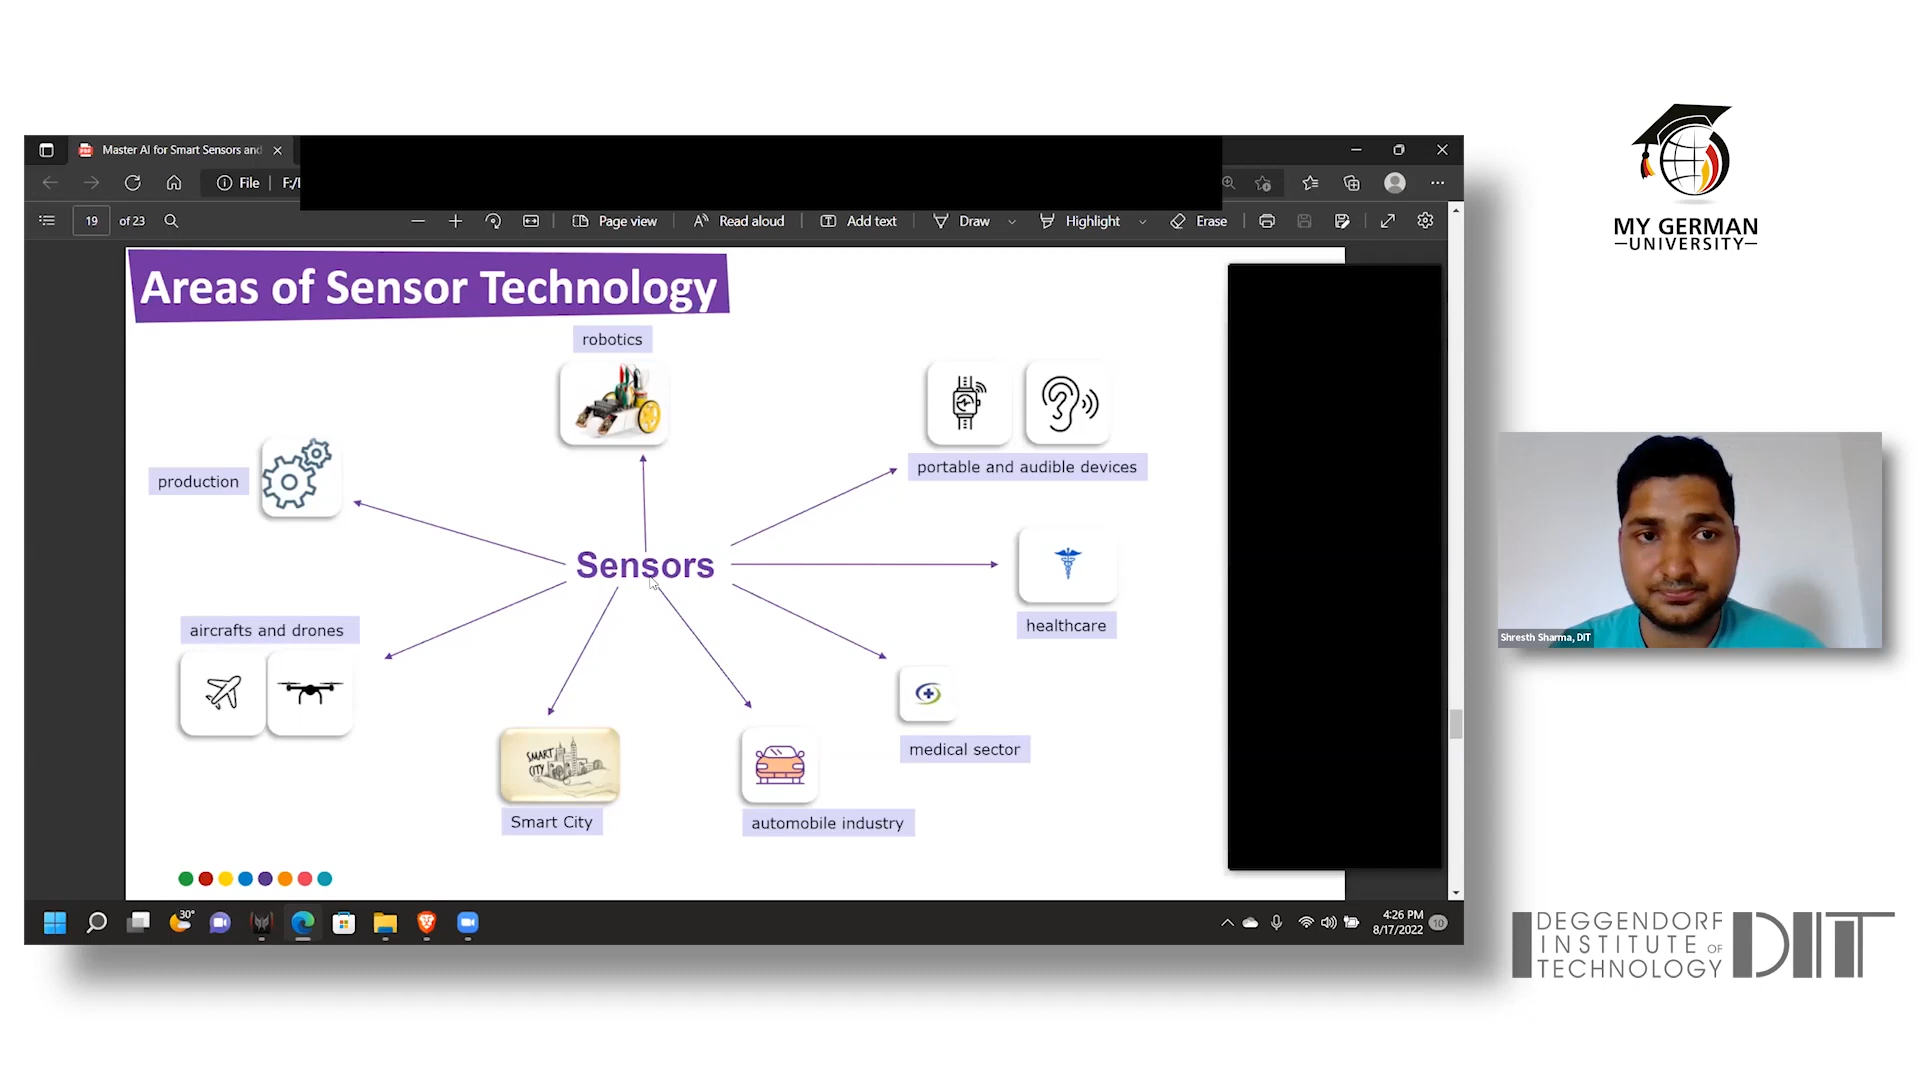 Master AI for Smart Sensors and
File F:/
19 of 23
Page view
Read aloud
Add text
Draw
Highlight
Erase
Areas of Sensor Technology
robotics
production
portable and audible devices
Sensors
healthcare
aircrafts and drones
SMART
CITY
Smart City
medical sector
automobile industry
30°
4:26 PM
8/17/2022
10
MY GERMAN
UNIVERSITY
Shresth Sharma, DIT
DEGGENDORF
INSTITUTE OF
TECHNOLOGY
DIT